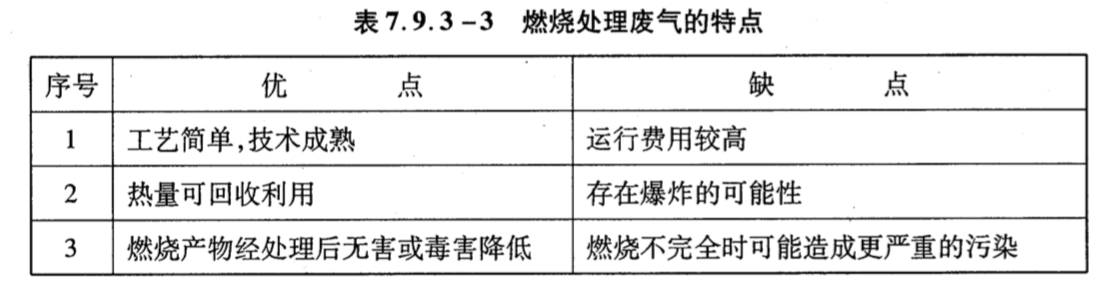 表7.9.3-3 燃烧处理废气的特点
序号 优点 缺点
1 工艺简单,技术成熟 运行费用较高
2 热量可回收利用 存在爆炸的可能性
3 燃烧产物经处理后无害或毒害降低 燃烧不完全时可能造成更严重的污染